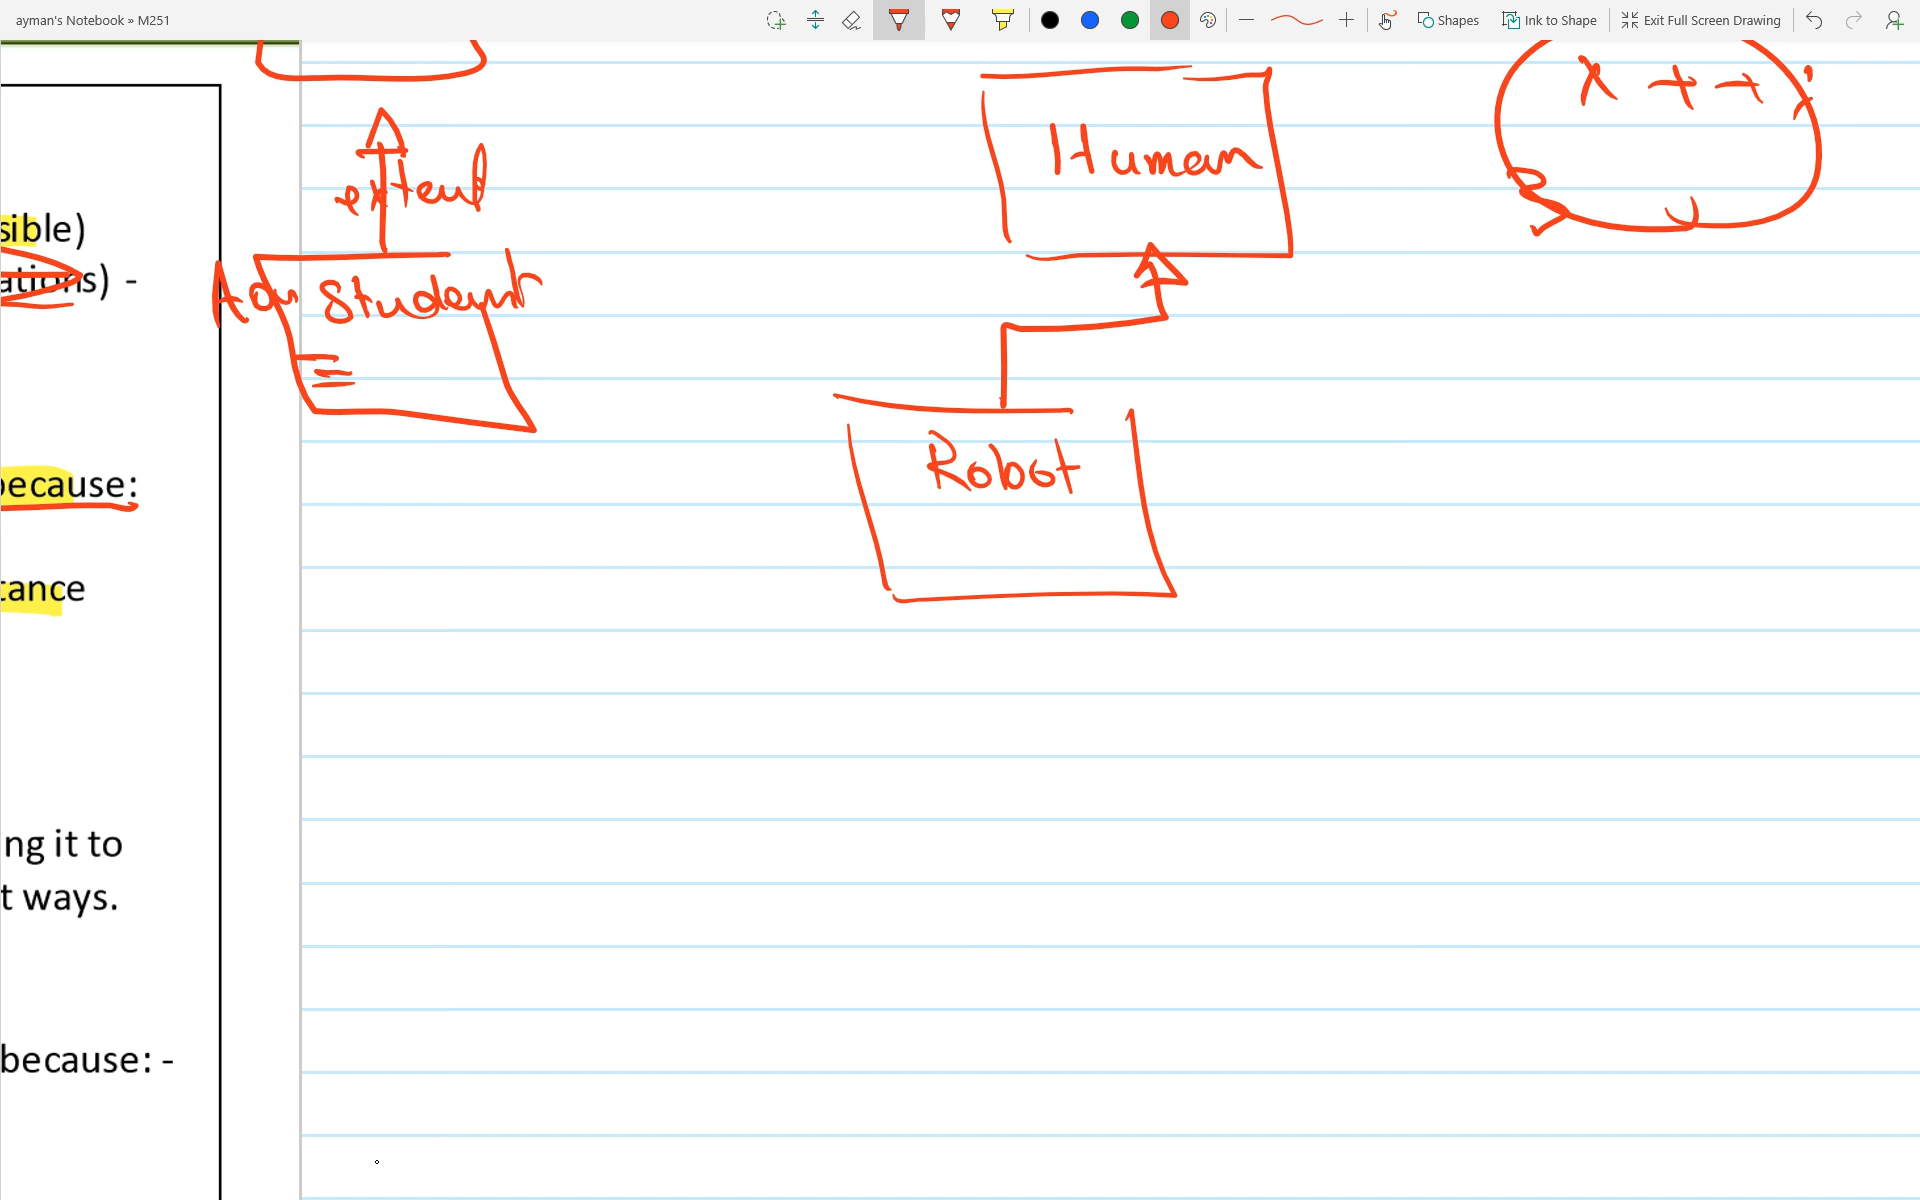 ayman's Notebook » M251
Shapes
Ink to Shape
Exit Full Screen Drawing
sible)
ations) -
because:
tance
ng it to
t ways.
because: -
extend
Student
Human
Robot
x ++;